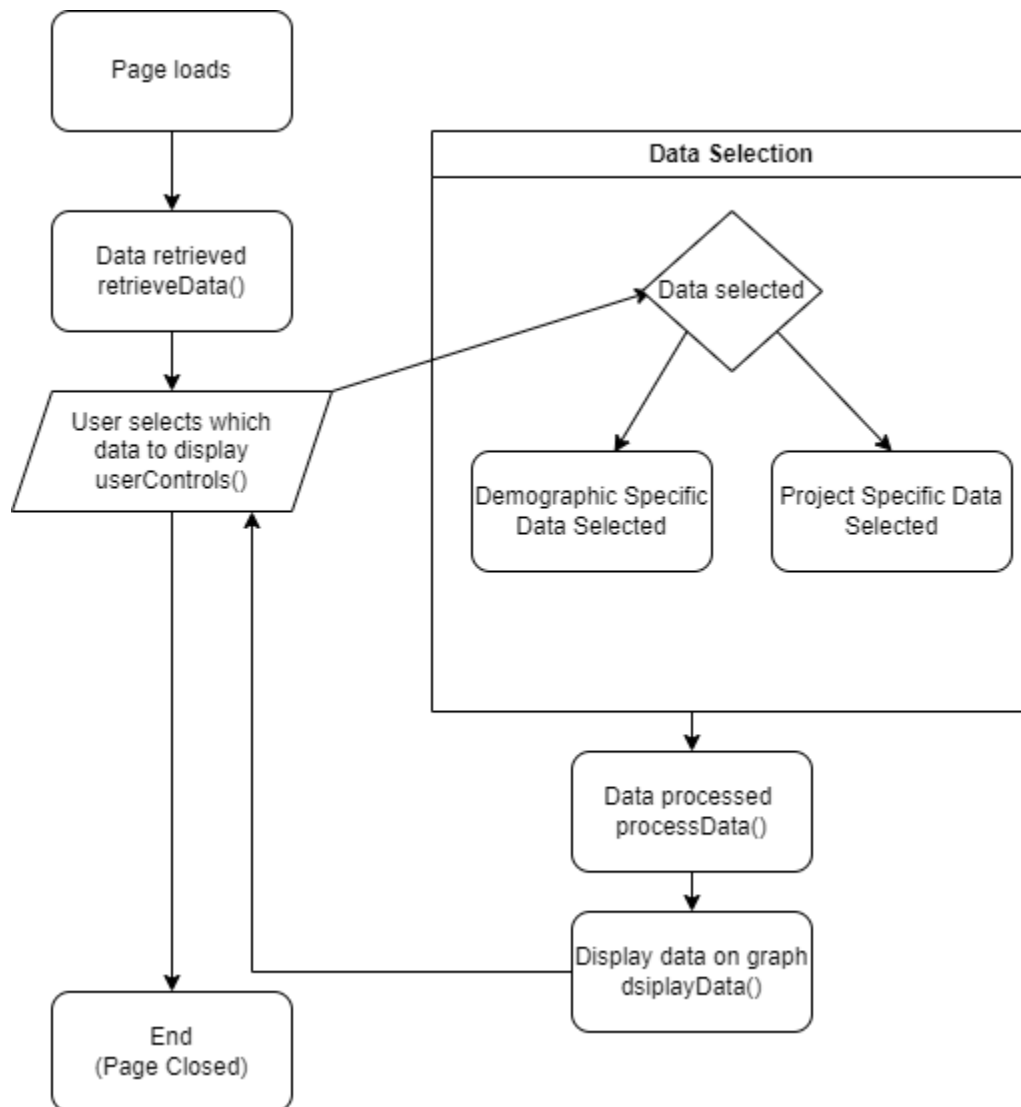 Page loads
Data retrieved
retrieveData()
User selects which
data to display
userControls()
Data Selection
Data selected
Demographic Specific
Data Selected
Project Specific Data
Selected
Data processed
processData()
Display data on graph
dsiplayData()
End
(Page Closed)